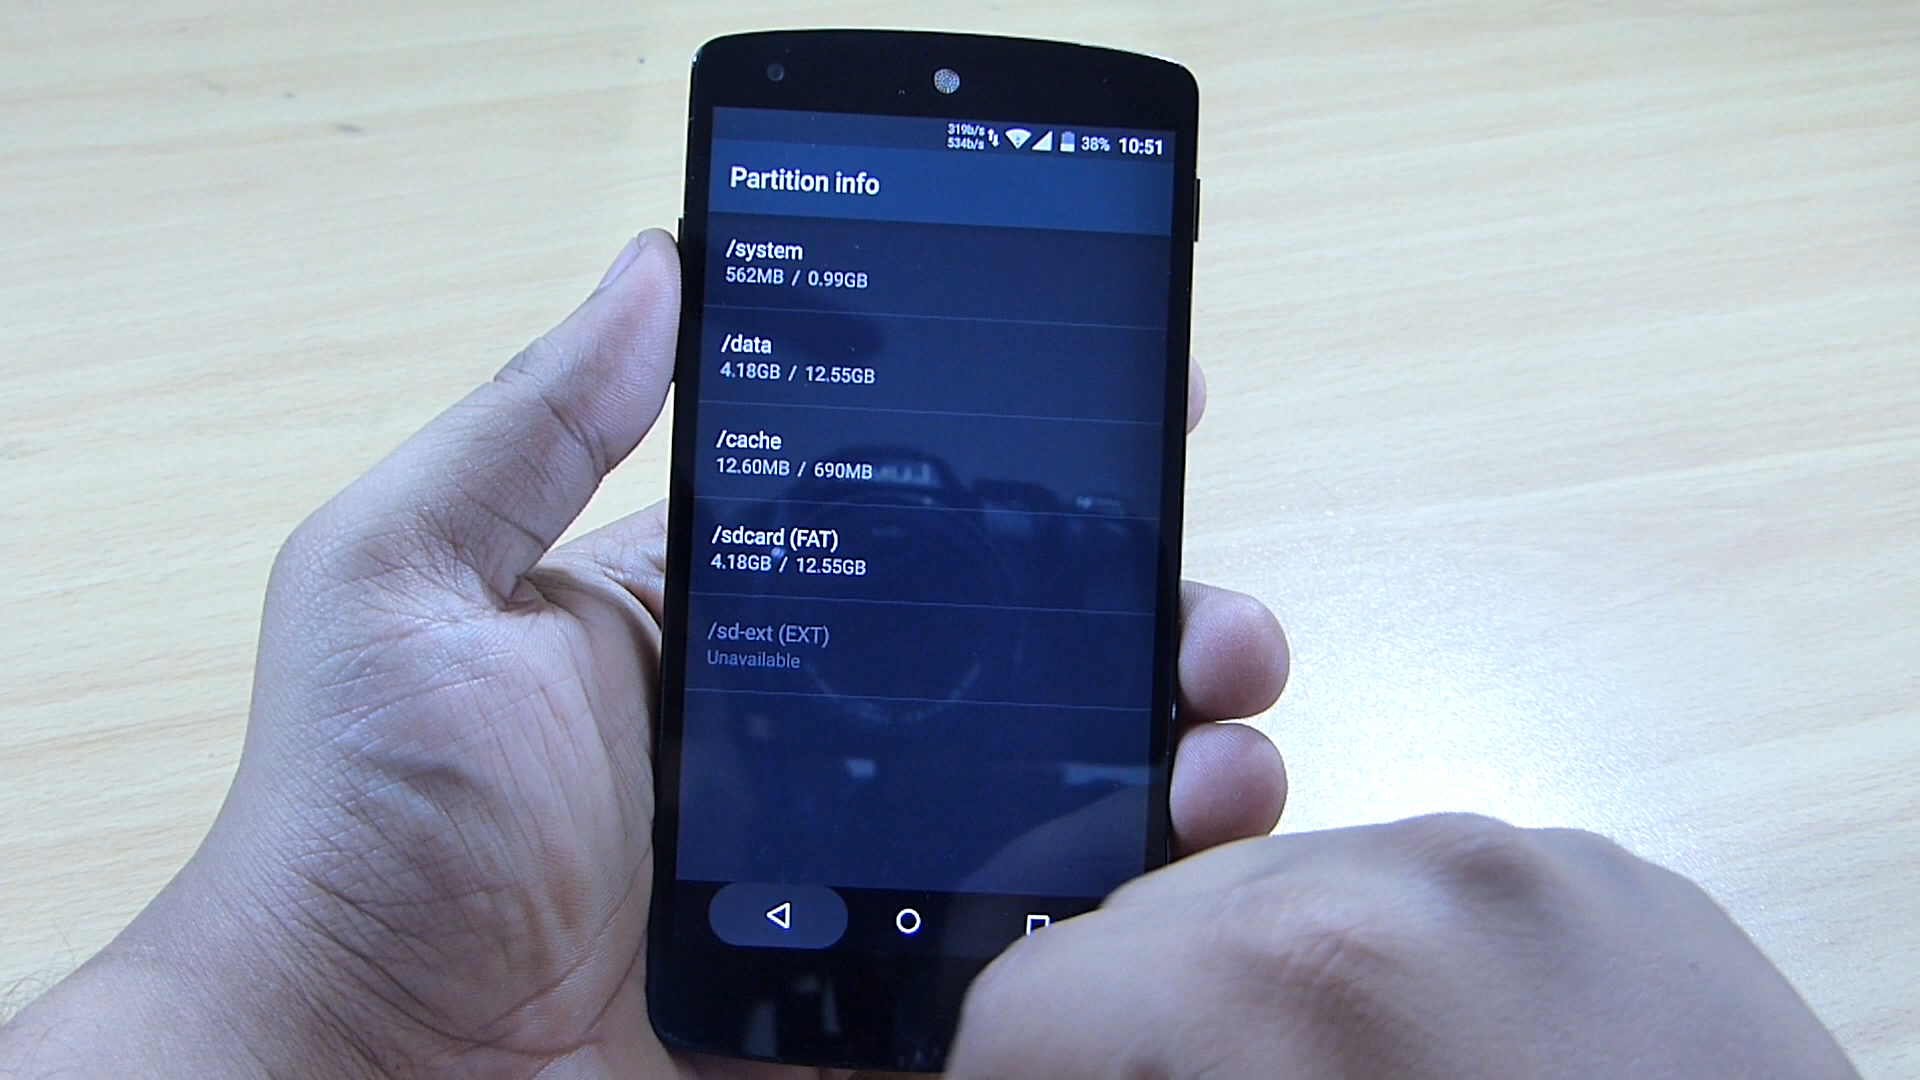 319b/s
534b/s
38% 10:51
Partition info
/system
562MB / 0.99GB
/data
4.18GB / 12.55GB
/cache
12.60MB / 690MB
/sdcard (FAT)
4.18GB / 12.55GB
/sd-ext (EXT)
Unavailable